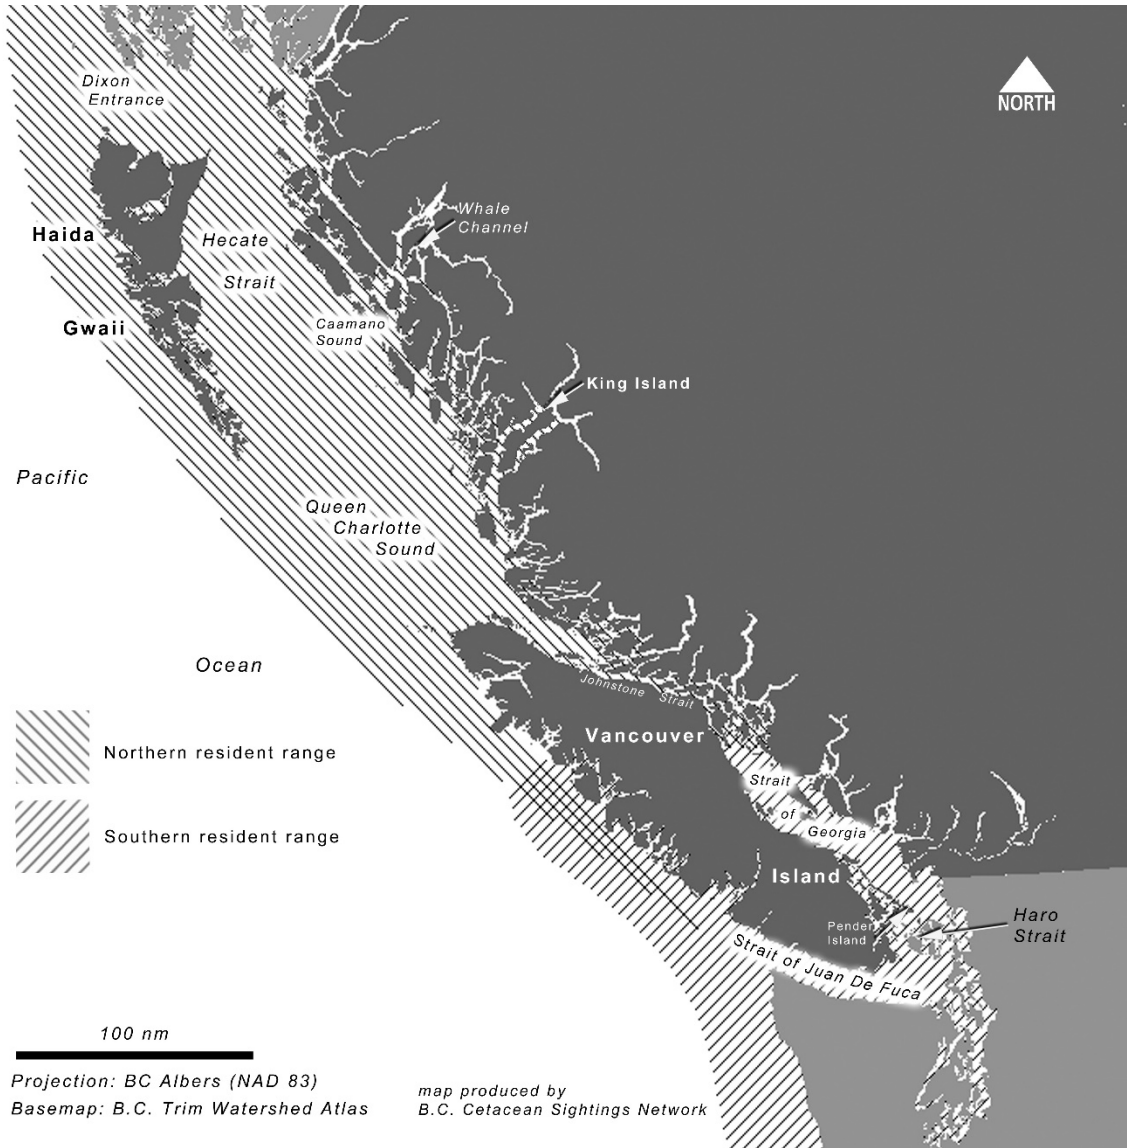 Dixon
Entrance
NORTH
Whale
Channel
Haida
Hecate
Strait
Gwaii
Caamano
Sound
King Island
Pacific
Queen
Charlotte
Sound
Ocean
Johnstone Strait
Vancouver
Northern resident range
Strait
of
Georgia
Southern resident range
Island
Pender
Island
Haro
Strait
Strait of Juan De Fuca
100 nm
Projection: BC Albers (NAD 83)
Basemap: B.C. Trim Watershed Atlas
map produced by
B.C. Cetacean Sightings Network